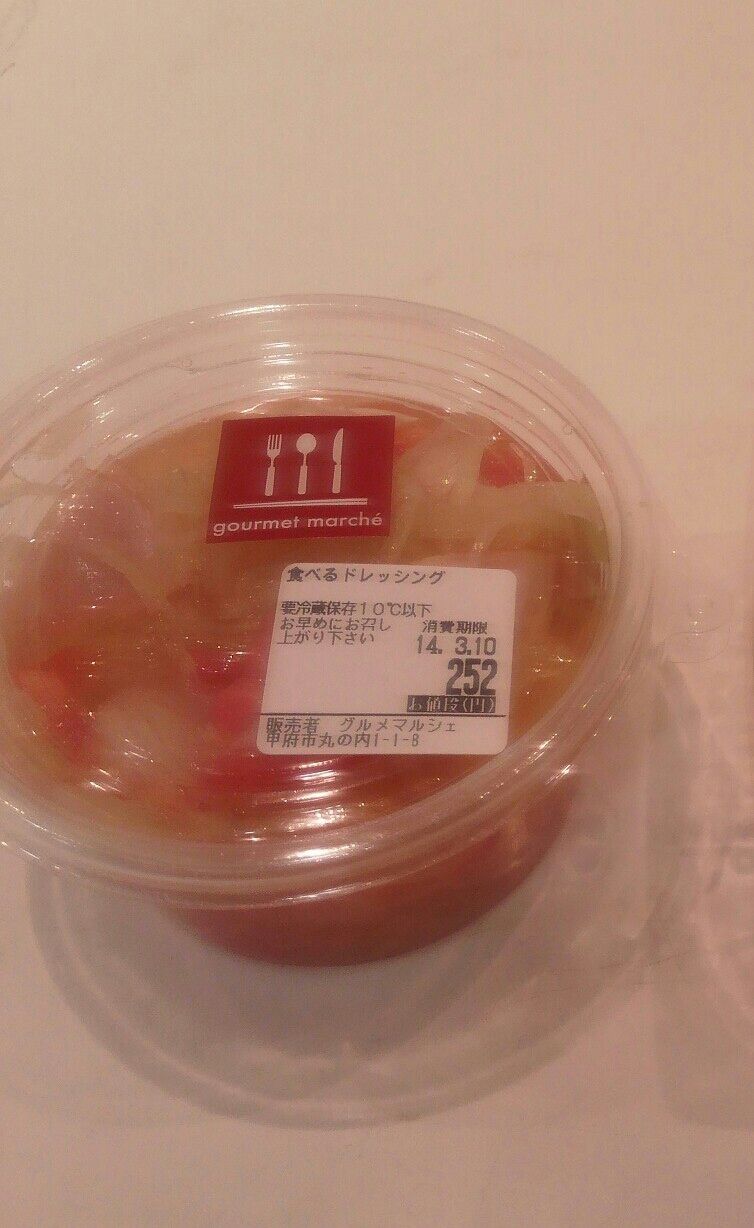 gourmet marché
食べるドレッシング
要冷蔵保存10℃以下
お早めにお召し
上がり下さい
消費期限
14. 3.10
252
お値段(円)
販売者 グルメマルシェ
甲府市丸の内1-1-8